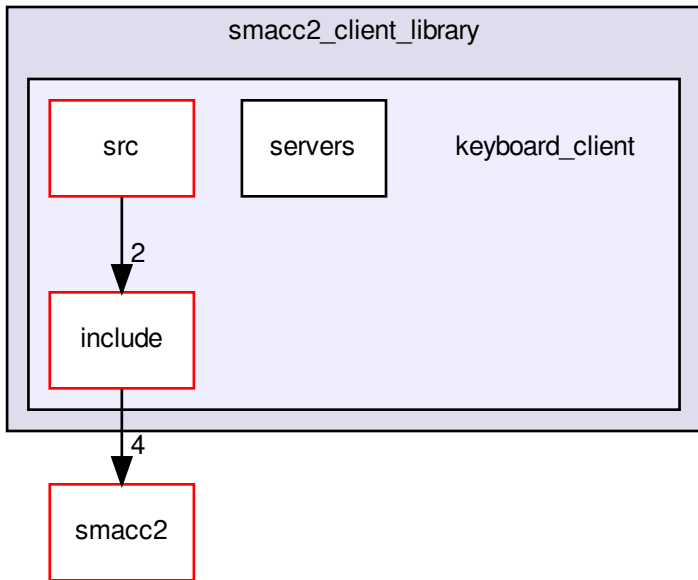 smacc2_client_library
src
servers
keyboard_client
2
include
4
smacc2